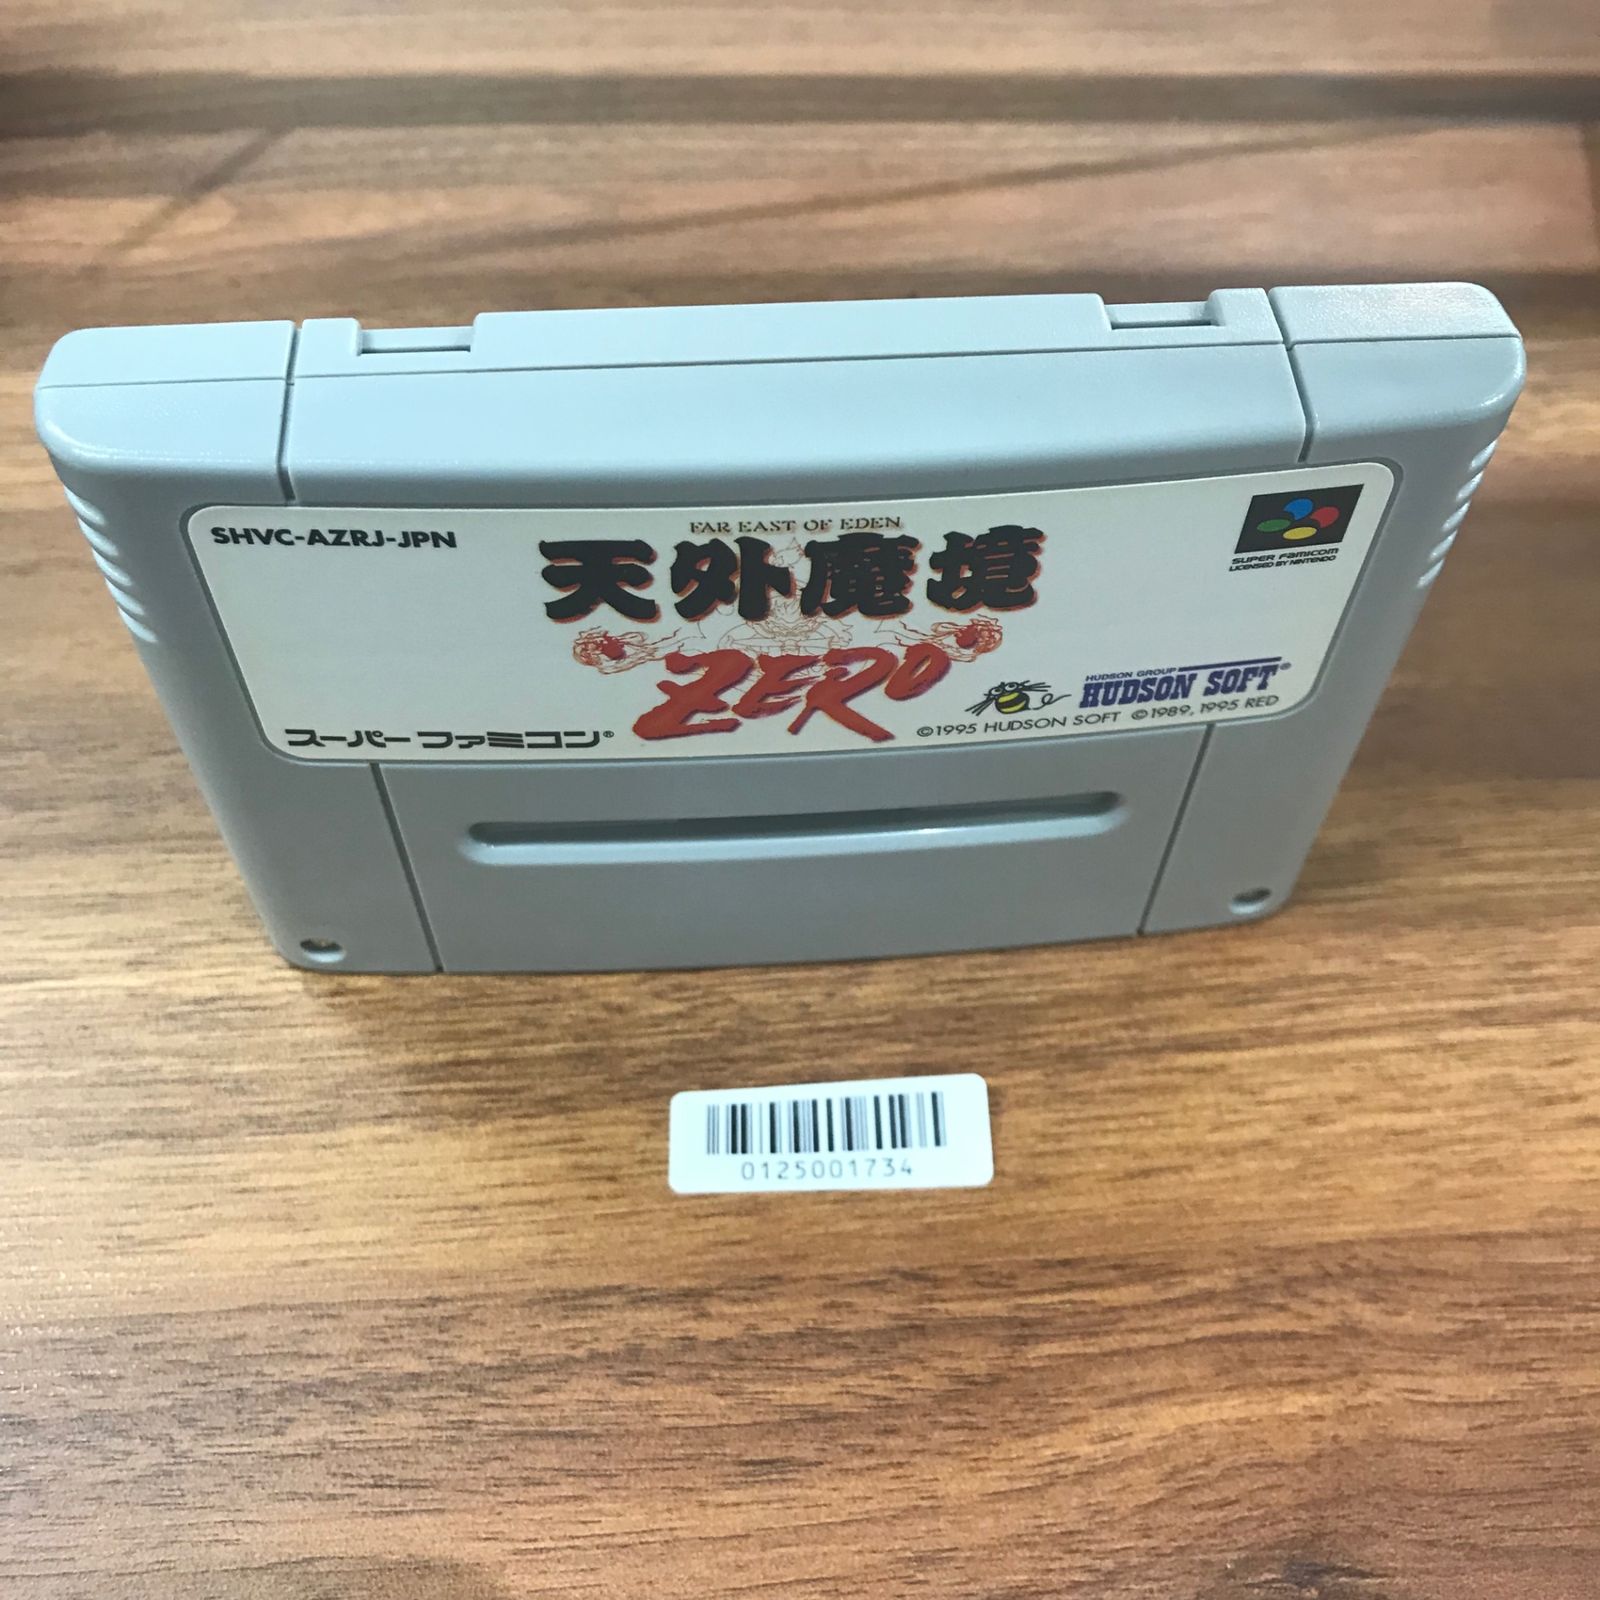 SHVC-AZRJ-JPN
FAR EAST OF EDEN
天外魔境
ZERO
SUPER FAMICOM
LICENSED BY NINTENDO
HUDSON GROUP
HUDSON SOFT®
スーパーファミコン®
©1995 HUDSON SOFT ©1989, 1995 RED
0125001734